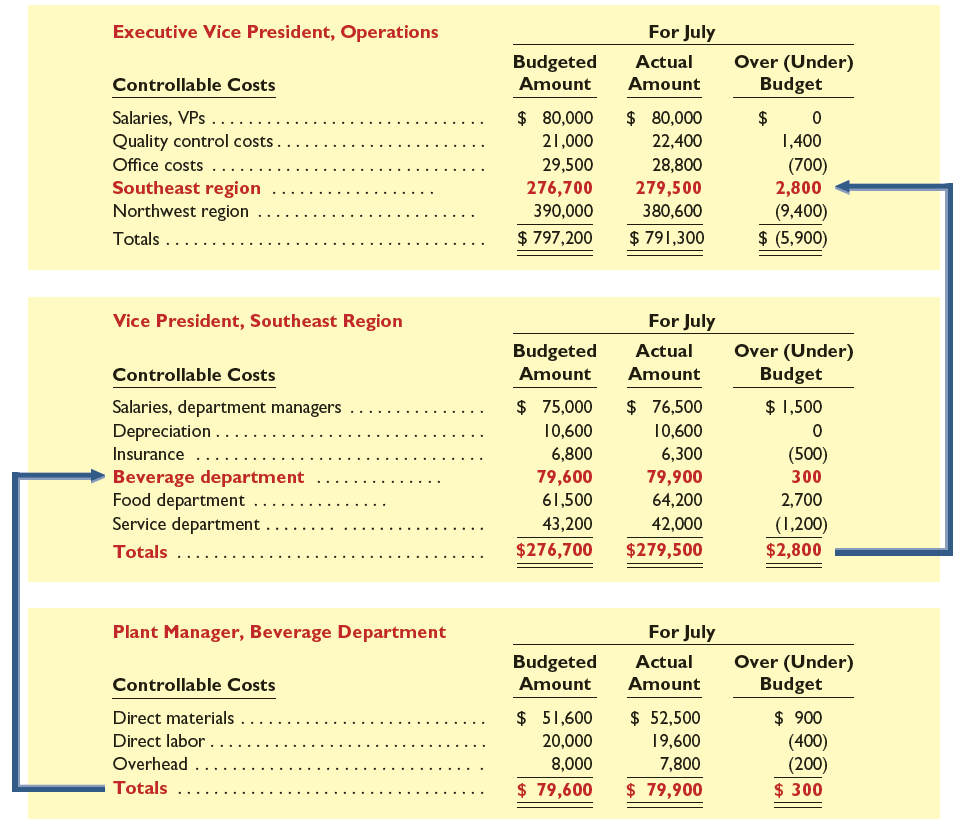 Executive Vice President, Operations For July
Budgeted Actual Over (Under)
Controllable Costs Amount Amount Budget
Salaries, VPs . . . . . . . . . . . . . . . . . . . . . . . . . . . . . . $ 80,000 $ 80,000 $ 0
Quality control costs . . . . . . . . . . . . . . . . . . . . . . . 21,000 22,400 1,400
Office costs . . . . . . . . . . . . . . . . . . . . . . . . . . . . . . 29,500 28,800 (700)
Southeast region . . . . . . . . . . . . . . . . . . 276,700 279,500 2,800
Northwest region . . . . . . . . . . . . . . . . . . . . . . . . 390,000 380,600 (9,400)
Totals . . . . . . . . . . . . . . . . . . . . . . . . . . . . . . . . . . . $ 797,200 $ 791,300 $ (5,900)
Vice President, Southeast Region For July
Budgeted Actual Over (Under)
Controllable Costs Amount Amount Budget
Salaries, department managers . . . . . . . . . . . . . . . $ 75,000 $ 76,500 $ 1,500
Depreciation . . . . . . . . . . . . . . . . . . . . . . . . . . . . . 10,600 10,600 0
Insurance . . . . . . . . . . . . . . . . . . . . . . . . . . . . . . . . 6,800 6,300 (500)
Beverage department . . . . . . . . . . . . . . 79,600 79,900 300
Food department . . . . . . . . . . . . . . . 61,500 64,200 2,700
Service department . . . . . . . . . . . . . . . . . . . . . . . 43,200 42,000 (1,200)
Totals . . . . . . . . . . . . . . . . . . . . . . . . . . . . . . . . . . $276,700 $279,500 $2,800
Plant Manager, Beverage Department For July
Budgeted Actual Over (Under)
Controllable Costs Amount Amount Budget
Direct materials . . . . . . . . . . . . . . . . . . . . . . . . . . . $ 51,600 $ 52,500 $ 900
Direct labor . . . . . . . . . . . . . . . . . . . . . . . . . . . . . . 20,000 19,600 (400)
Overhead . . . . . . . . . . . . . . . . . . . . . . . . . . . . . . . . 8,000 7,800 (200)
Totals . . . . . . . . . . . . . . . . . . . . . . . . . . . . . . . . . . $ 79,600 $ 79,900 $ 300